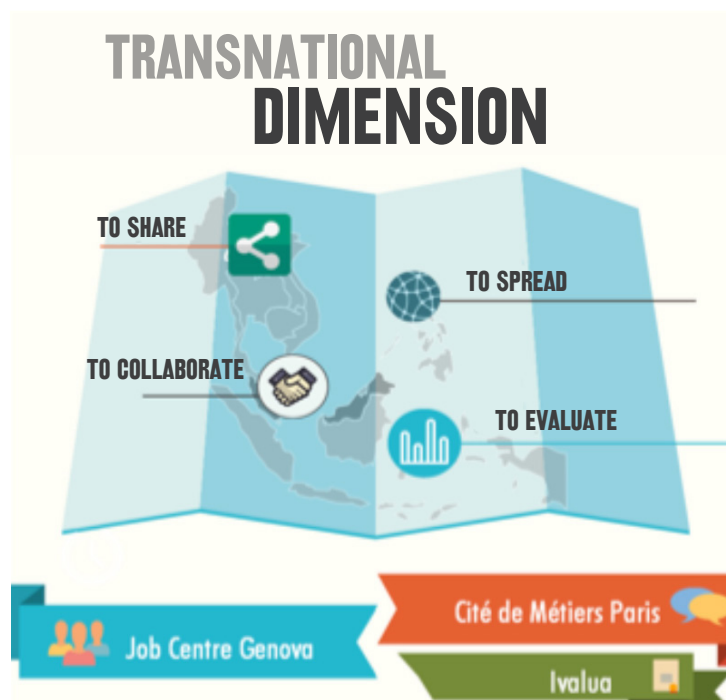 TRANSNATIONAL
DIMENSION
TO SHARE
TO SPREAD
TO COLLABORATE
TO EVALUATE
Cité de Métiers Paris
Job Centre Genova
Ivalua